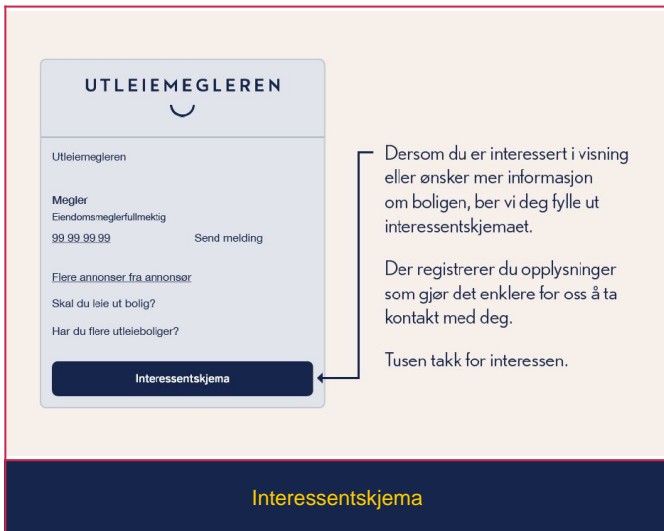 UTLEIEMEGLEREN
Utleiemegleren
Megler
Eiendomsmeglerfullmektig
99 99 99 99 Send melding
Flere annonser fra annonsør
Skal du leie ut bolig?
Har du flere utleieboliger?
Interessentskjema
Dersom du er interessert i visning
eller ønsker mer informasjon
om boligen, ber vi deg fylle ut
interessentskjemaet.
Der registrerer du opplysninger
som gjør det enklere for oss å ta
kontakt med deg.
Tusen takk for interessen.
Interessentskjema